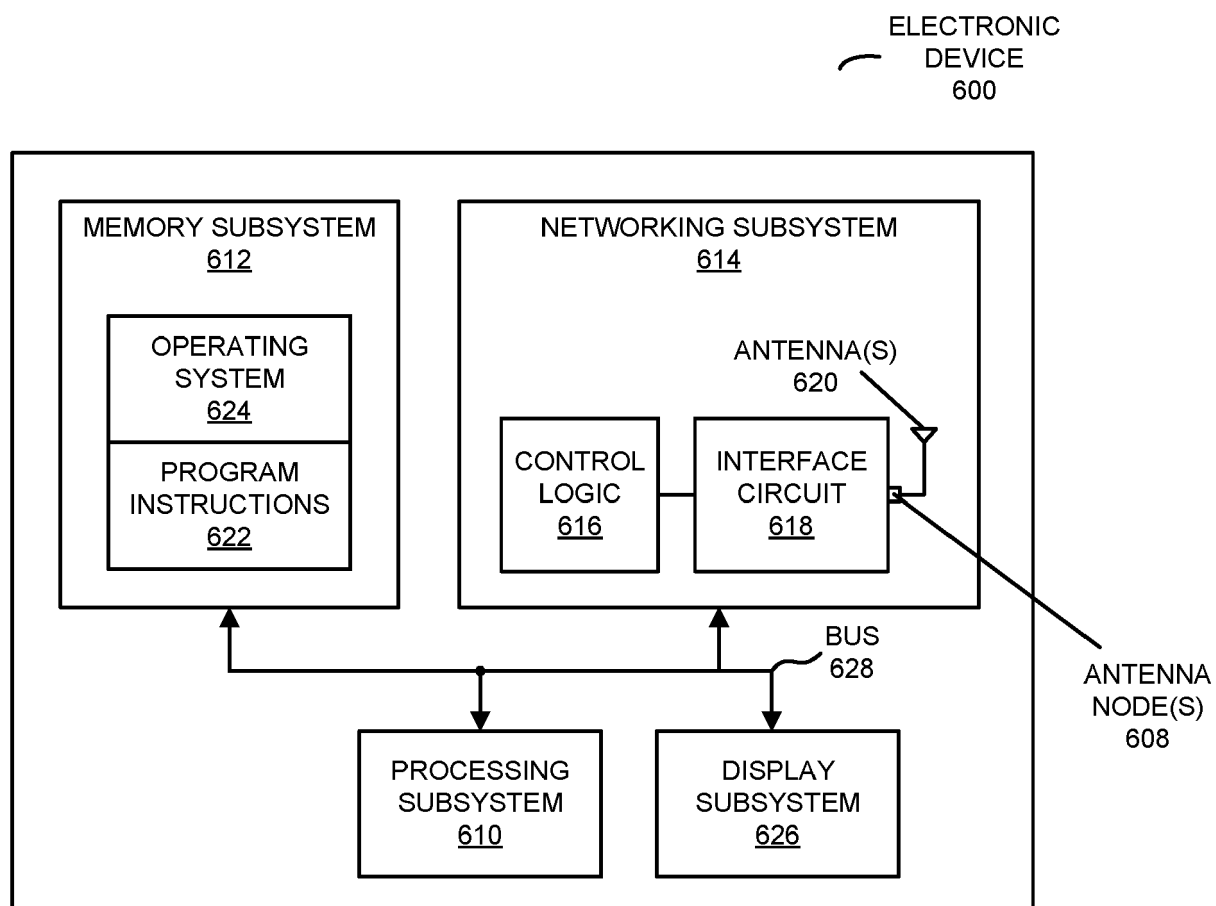 ELECTRONIC
DEVICE
600
MEMORY SUBSYSTEM
612
OPERATING
SYSTEM
624
PROGRAM
INSTRUCTIONS
622
NETWORKING SUBSYSTEM
614
ANTENNA(S)
620
CONTROL
LOGIC
616
INTERFACE
CIRCUIT
618
BUS
628
ANTENNA
NODE(S)
608
PROCESSING
SUBSYSTEM
610
DISPLAY
SUBSYSTEM
626